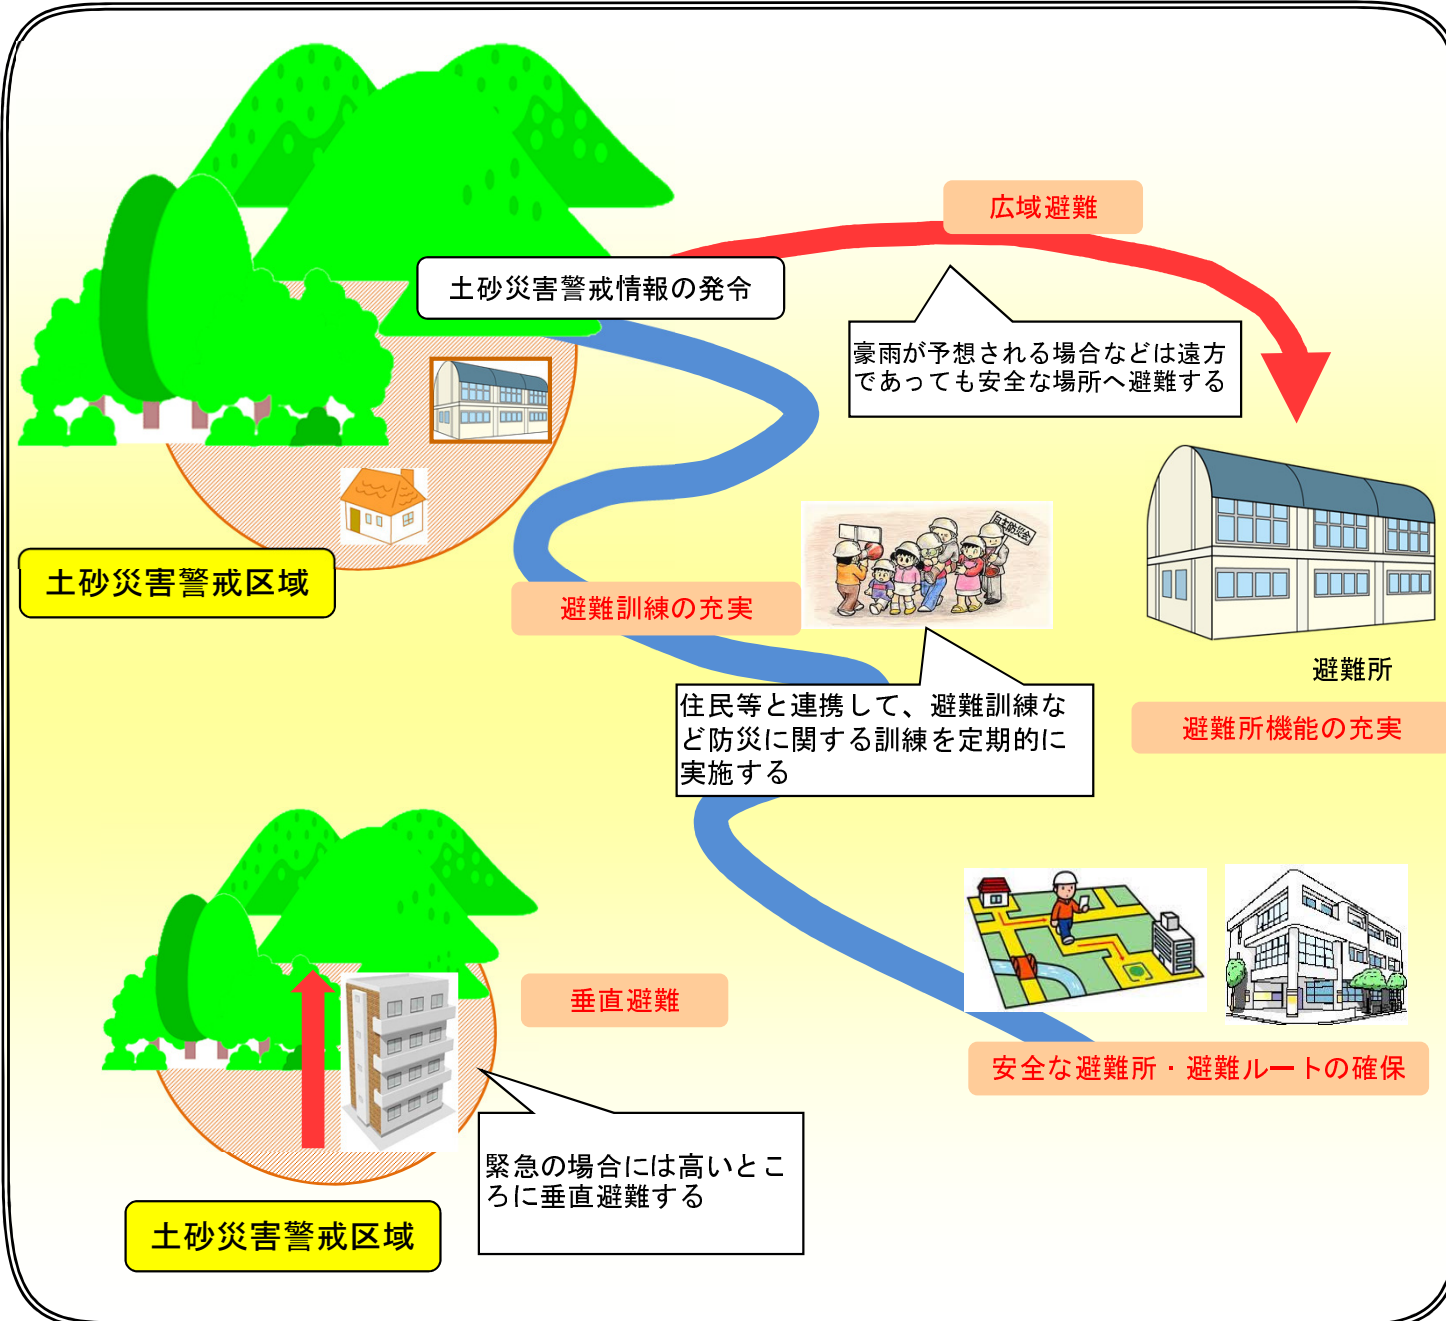 広域避難
土砂災害警戒情報の発令
豪雨が予想される場合などは遠方
であっても安全な場所へ避難する
自主防災会
土砂災害警戒区域
避難訓練の充実
避難所
住民等と連携して、避難訓練な
ど防災に関する訓練を定期的に
実施する
避難所機能の充実
垂直避難
安全な避難所・避難ルートの確保
緊急の場合には高いとこ
ろに垂直避難する
土砂災害警戒区域